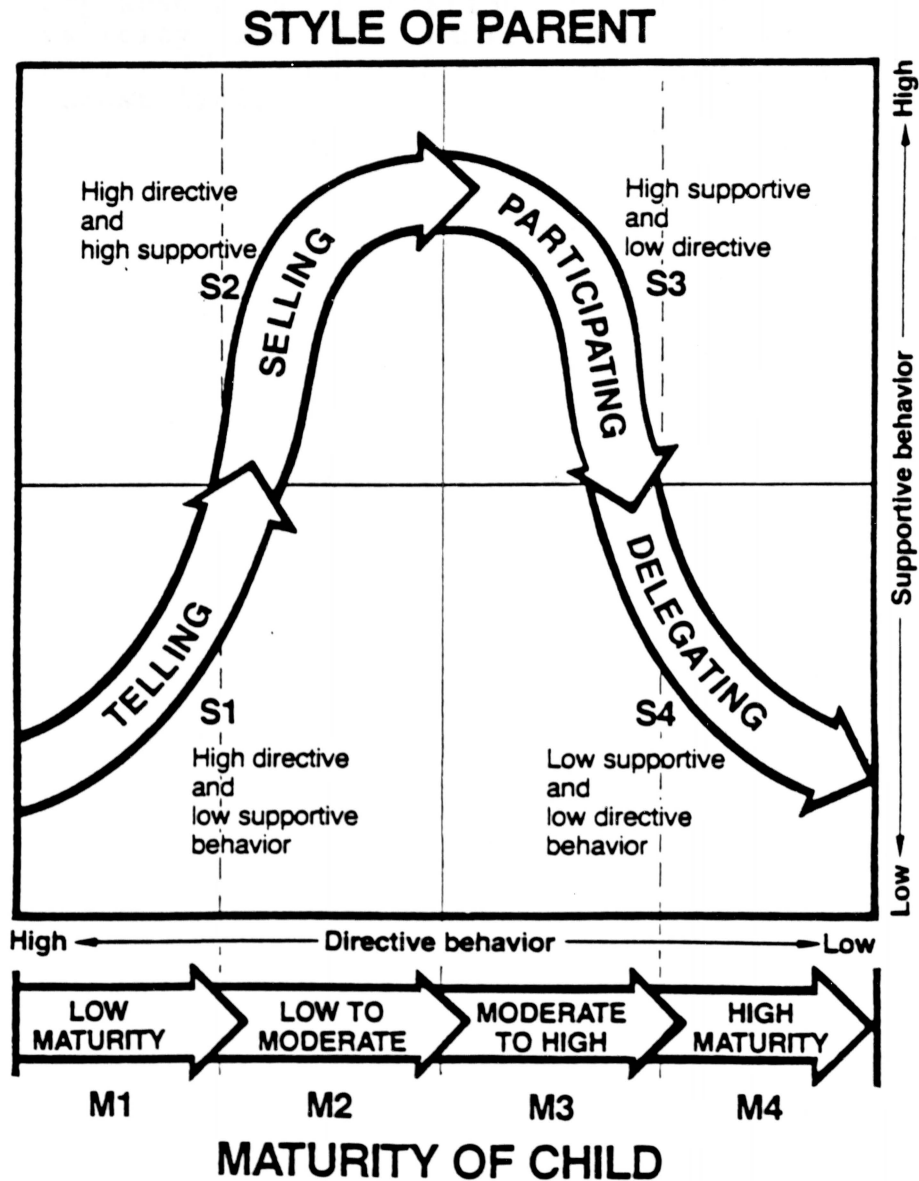 STYLE OF PARENT
High directive
and
high supportive
S2
SELLING
PARTICIPATING
High supportive
and
low directive
S3
High
Supportive behavior
Low
TELLING
S1
High directive
and
low supportive
behavior
DELEGATING
S4
Low supportive
and
low directive
behavior
High
Directive behavior
Low
LOW
MATURITY
LOW TO
MODERATE
MODERATE
TO HIGH
HIGH
MATURITY
M1
M2
M3
M4
MATURITY OF CHILD